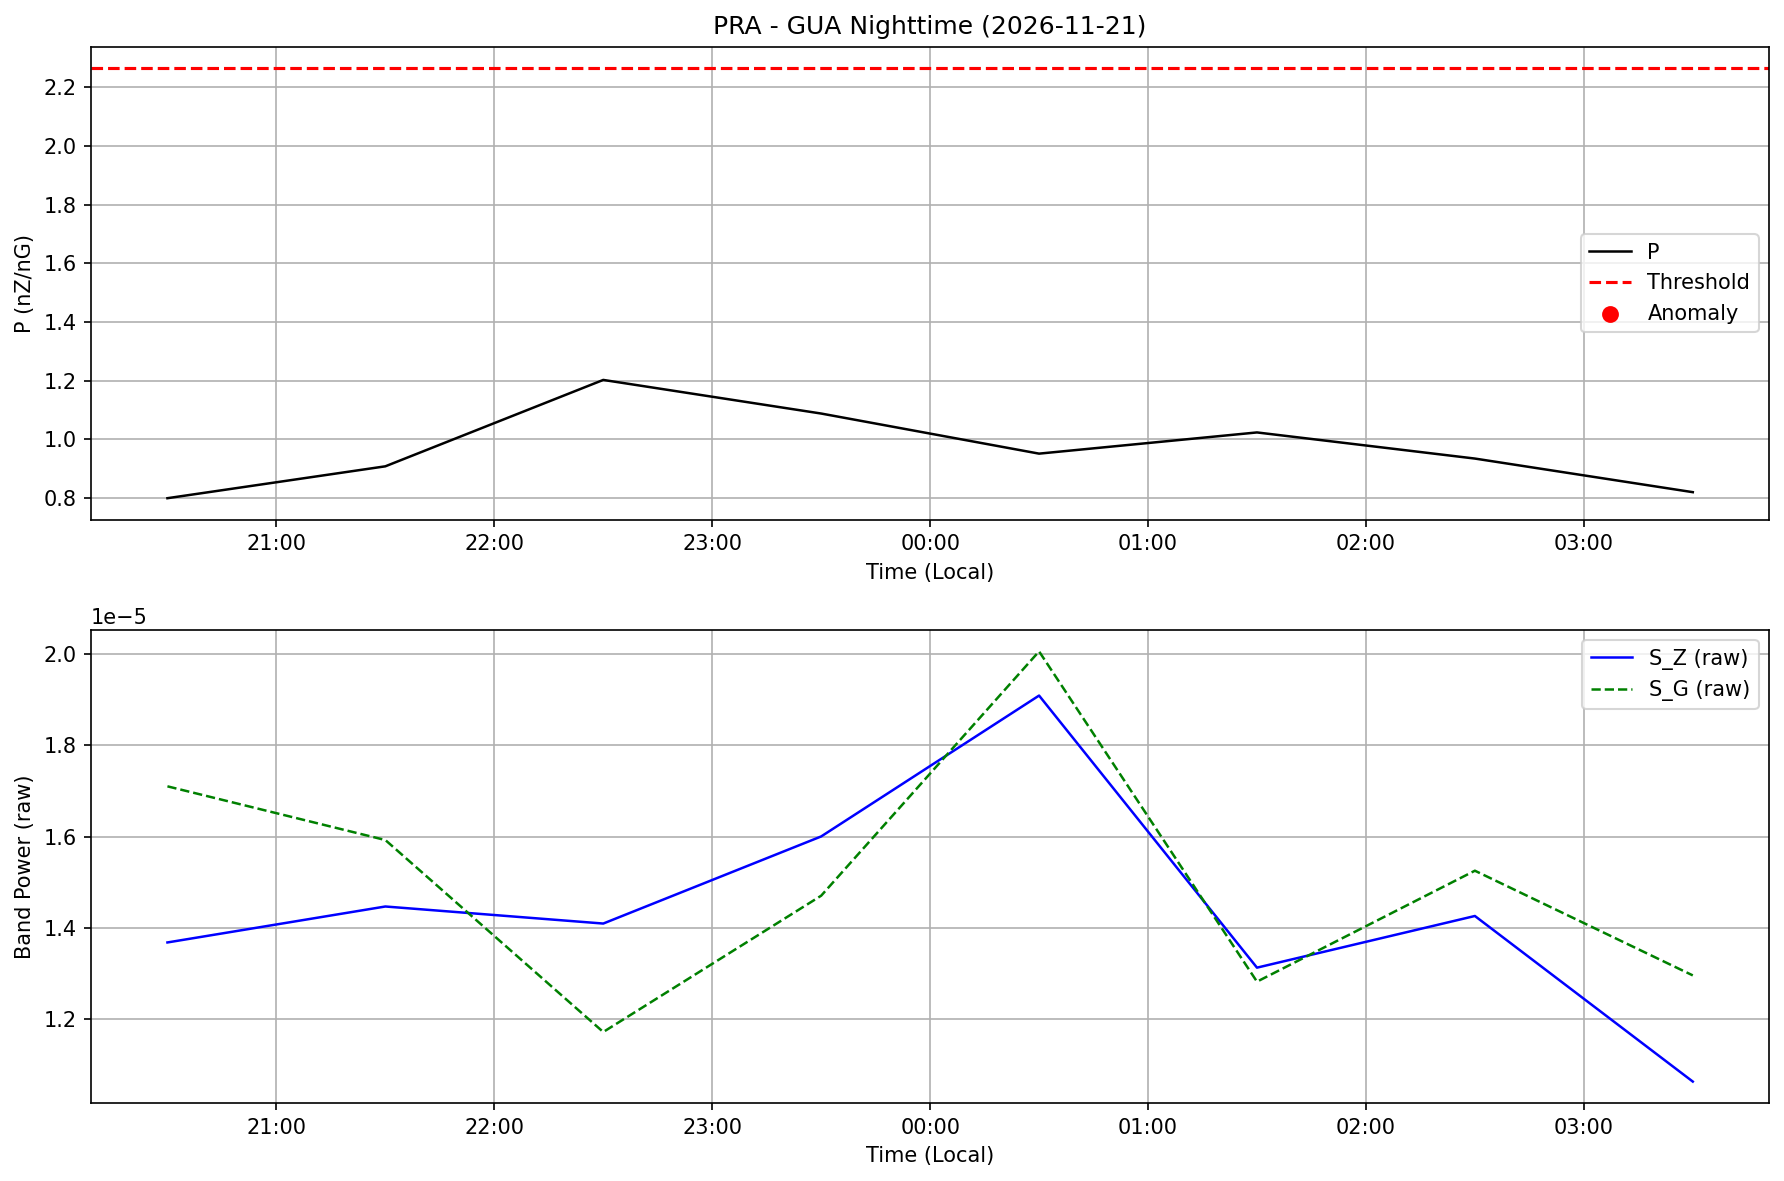 PRA - GUA Nighttime (2026-11-21)
P (nZ/nG)
2.2
2.0
1.8
1.6
1.4
1.2
1.0
0.8
P
Threshold
Anomaly
21:00 22:00 23:00 00:00 01:00 02:00 03:00
Time (Local)
1e−5
Band Power (raw)
2.0
1.8
1.6
1.4
1.2
S_Z (raw)
S_G (raw)
21:00 22:00 23:00 00:00 01:00 02:00 03:00
Time (Local)